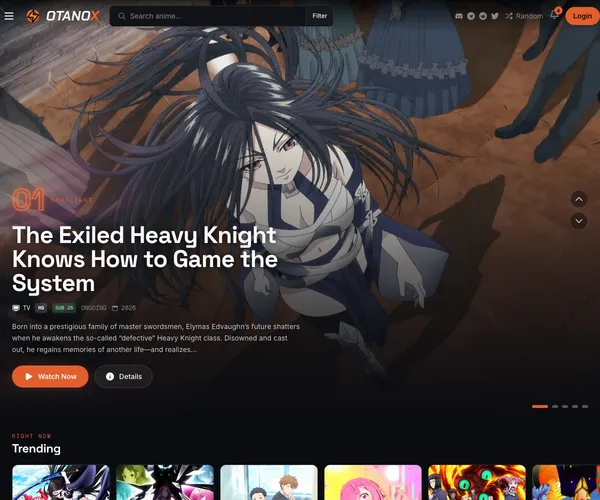 OTANOX
Search anime...
Filter
Random
Login
01 SPOTLIGHT
The Exiled Heavy Knight
Knows How to Game the
System
TV HD SUB 26 ONGOING 2026
Born into a prestigious family of master swordsmen, Elymas Edvaughn's future shatters
when he awakens the so-called "defective" Heavy Knight class. Disowned and cast
out, he regains memories of another life—and realizes...
Watch Now
Details
RIGHT NOW
Trending